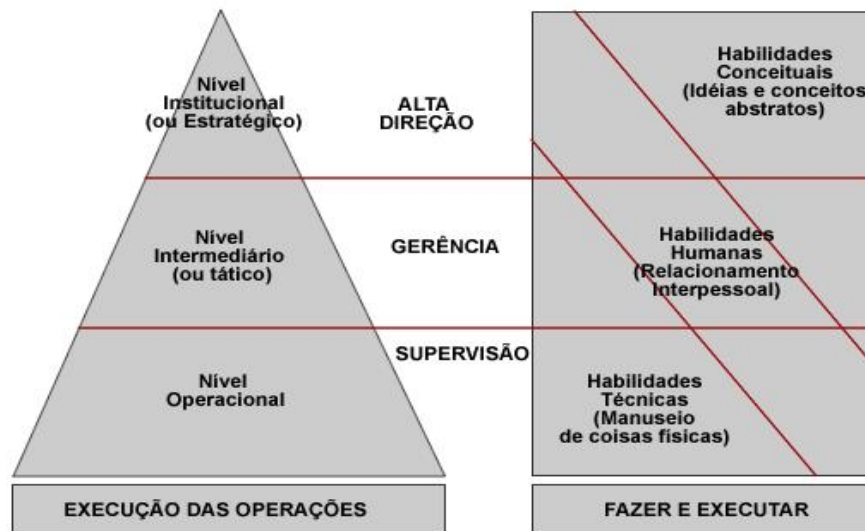 Nível
Institucional
(ou Estratégico)
ALTA
DIREÇÃO
Habilidades
Conceituais
(Idéias e conceitos
abstratos)
Nível
Intermediário
(ou tático)
GERÊNCIA
Habilidades
Humanas
(Relacionamento
Interpessoal)
Nível
Operacional
SUPERVISÃO
Habilidades
Técnicas
(Manuseio
de coisas físicas)
EXECUÇÃO DAS OPERAÇÕES
FAZER E EXECUTAR